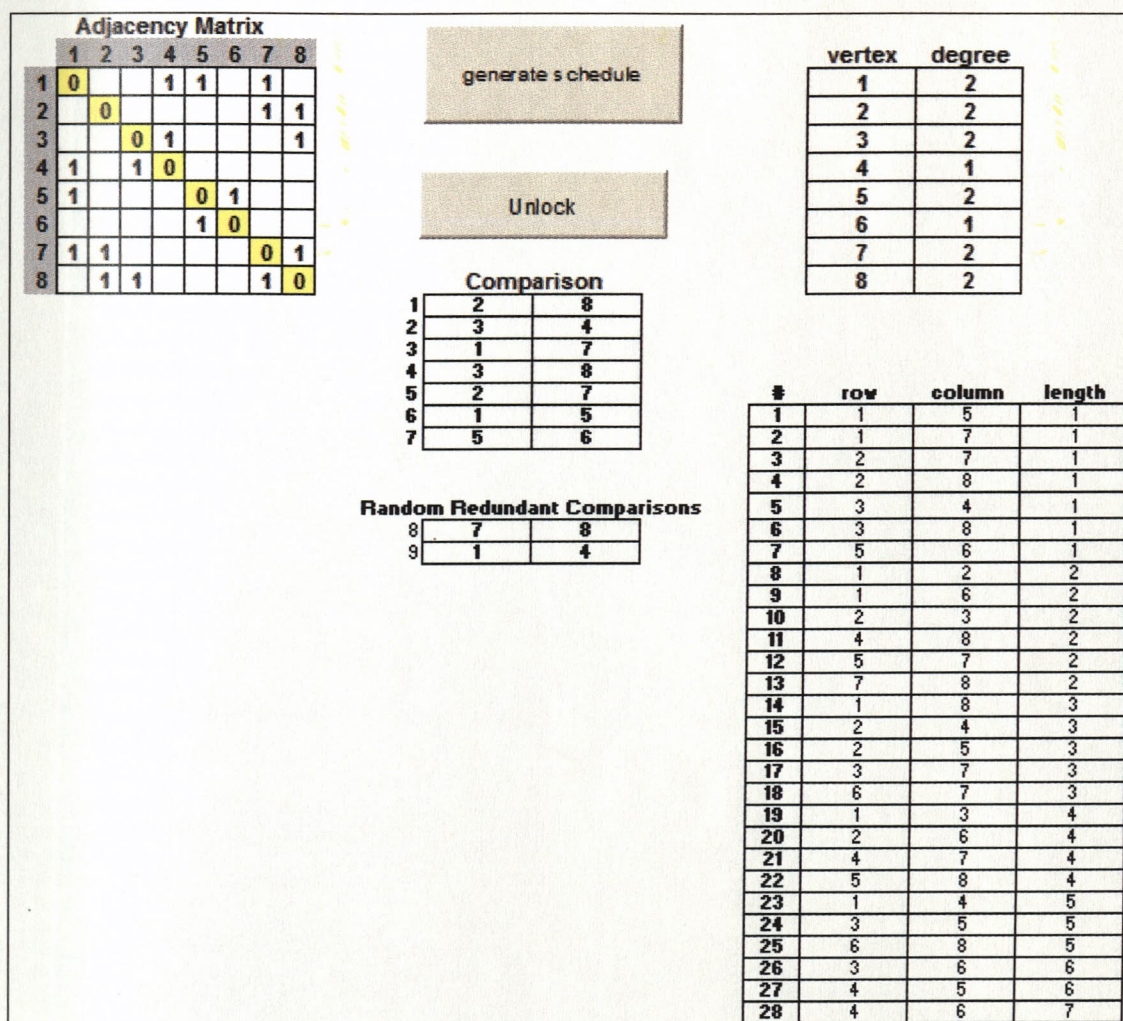 Adjacency Matrix
1 2 3 4 5 6 7 8
1 0 1 1 1
2 0 1 1
3 0 1 1
4 1 1 0
5 1 0 1
6 1 0
7 1 1 0 1
8 1 1 1 0
generate schedule
Unlock
Comparison
1 2 8
2 3 4
3 1 7
4 3 8
5 2 7
6 1 5
7 5 6
Random Redundant Comparisons
8 7 8
9 1 4
vertex degree
1 2
2 2
3 2
4 1
5 2
6 1
7 2
8 2
# row column length
1 1 5 1
2 1 7 1
3 2 7 1
4 2 8 1
5 3 4 1
6 3 8 1
7 5 6 1
8 1 2 2
9 1 6 2
10 2 3 2
11 4 8 2
12 5 7 2
13 7 8 2
14 1 8 3
15 2 4 3
16 2 5 3
17 3 7 3
18 6 7 3
19 1 3 4
20 2 6 4
21 4 7 4
22 5 8 4
23 1 4 5
24 3 5 5
25 6 8 5
26 3 6 6
27 4 5 6
28 4 6 7